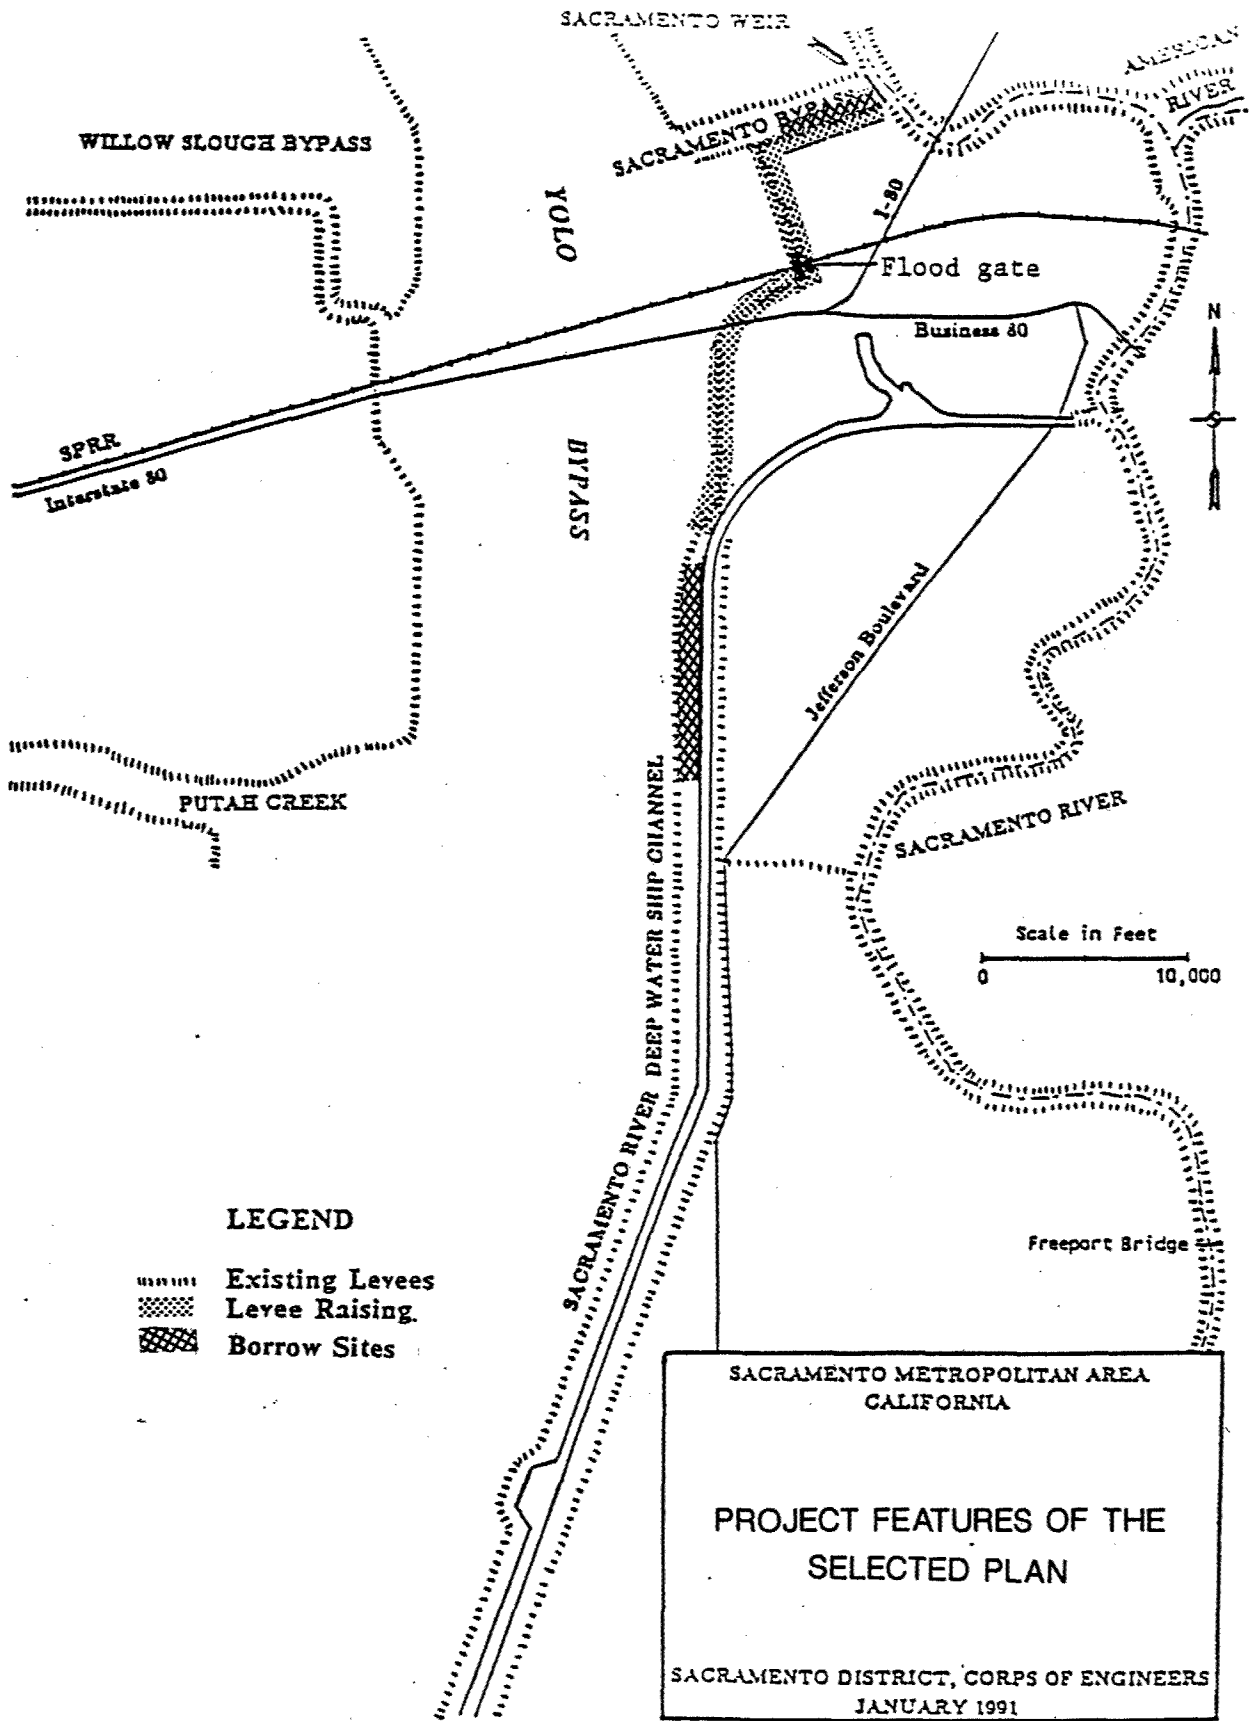 SACRAMENTO WEIR
AMERICAN
RIVER
WILLOW SLOUGH BYPASS
SACRAMENTO BYPASS
YOLO
I-80
Flood gate
N
Business 80
SPRR
Interstate 80
BYPASS
N
Jefferson Boulevard
PUTAH CREEK
SACRAMENTO RIVER
SACRAMENTO RIVER DEEP WATER SHIP CHANNEL
Scale in Feet
0 10,000
LEGEND
Existing Levees
Levee Raising.
Borrow Sites
Freeport Bridge
SACRAMENTO METROPOLITAN AREA
CALIFORNIA
PROJECT FEATURES OF THE
SELECTED PLAN
SACRAMENTO DISTRICT, CORPS OF ENGINEERS
JANUARY 1991